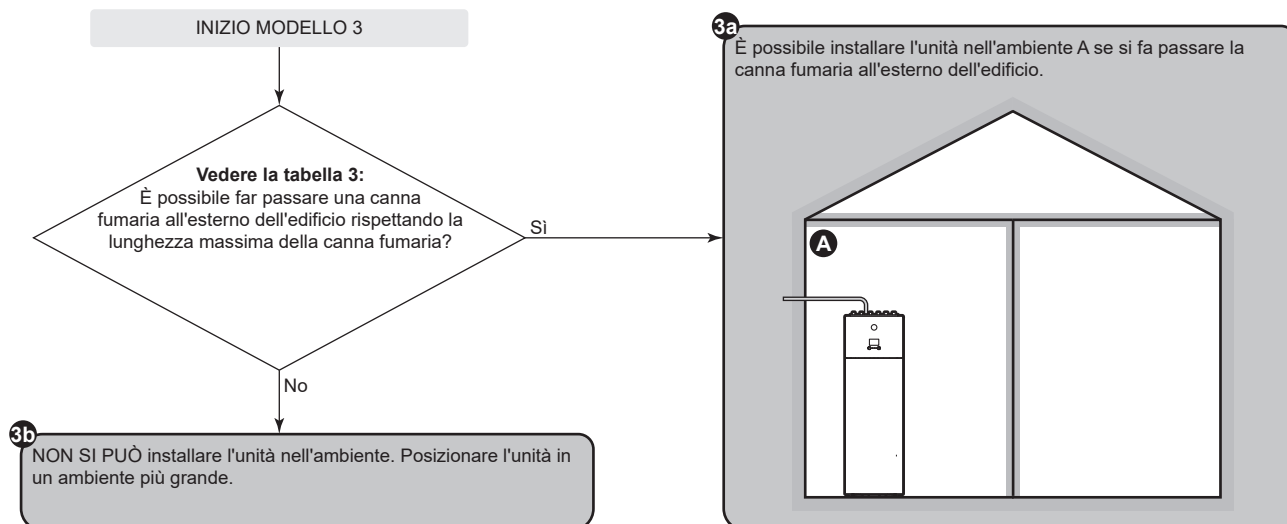 INIZIO MODELLO 3
Vedere la tabella 3:
È possibile far passare una canna
fumaria all'esterno dell'edificio rispettando la
lunghezza massima della canna fumaria?
Sì
No
3a
È possibile installare l'unità nell'ambiente A se si fa passare la
canna fumaria all'esterno dell'edificio.
A
3b
NON SI PUÒ installare l'unità nell'ambiente. Posizionare l'unità in
un ambiente più grande.